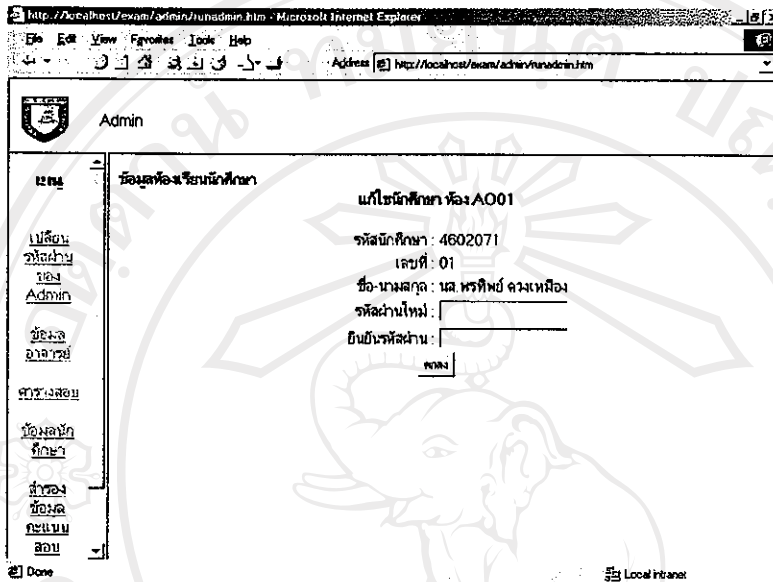 http://localhost/exam/admin/runadmin.htm - Microsoft Internet Explorer
File Edit View Favorites Tools Help
Address http://localhost/exam/admin/runadmin.htm
Admin
เมนู
เปลี่ยน
รหัสผ่าน
ของ
Admin
ข้อมูล
อาจารย์
ตารางสอบ
ข้อมูลนัก
ศึกษา
สำรอง
ข้อมูล
คะแนน
สอบ
ข้อมูลห้องเรียนนักศึกษา
แก้ไขนักศึกษา ห้อง AO01
รหัสนักศึกษา : 4602071
เลขที่ : 01
ชื่อ-นามสกุล : นส. พรทิพย์ ดวงเหมือง
รหัสผ่านใหม่ :
ยืนยันรหัสผ่าน :
ตกลง
Done
Local intranet